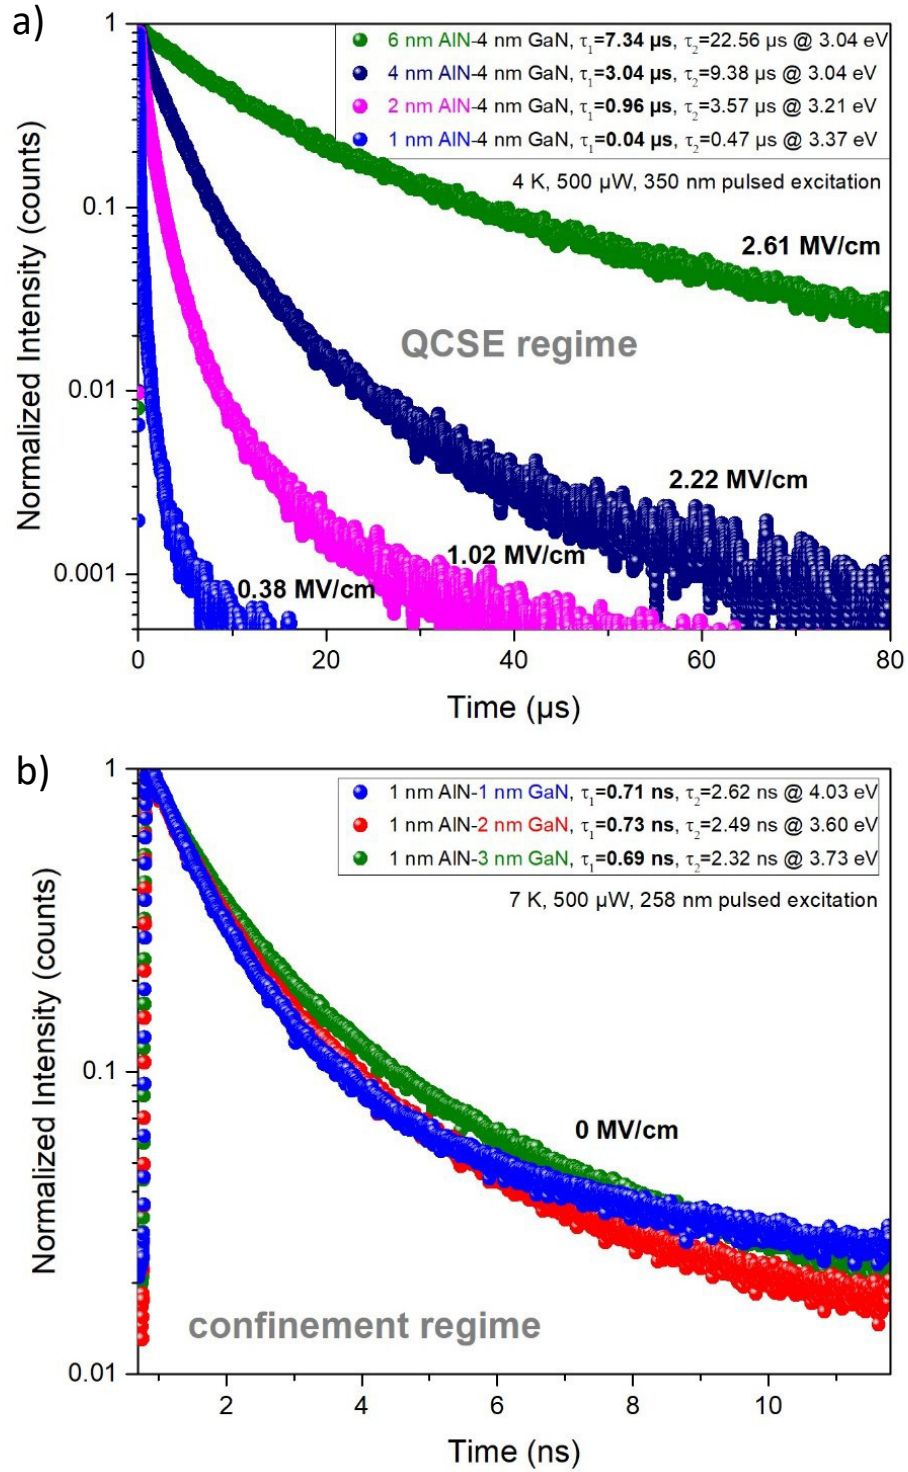 a)
1
0.1
0.01
0.001
Normalized Intensity (counts)
6 nm AlN-4 nm GaN, τ₁=7.34 µs, τ₂=22.56 µs @ 3.04 eV
4 nm AlN-4 nm GaN, τ₁=3.04 µs, τ₂=9.38 µs @ 3.04 eV
2 nm AlN-4 nm GaN, τ₁=0.96 µs, τ₂=3.57 µs @ 3.21 eV
1 nm AlN-4 nm GaN, τ₁=0.04 µs, τ₂=0.47 µs @ 3.37 eV
4 K, 500 µW, 350 nm pulsed excitation
2.61 MV/cm
QCSE regime
2.22 MV/cm
1.02 MV/cm
0.38 MV/cm
0 20 40 60 80
Time (µs)
b)
1
0.1
0.01
Normalized Intensity (counts)
1 nm AlN-1 nm GaN, τ₁=0.71 ns, τ₂=2.62 ns @ 4.03 eV
1 nm AlN-2 nm GaN, τ₁=0.73 ns, τ₂=2.49 ns @ 3.60 eV
1 nm AlN-3 nm GaN, τ₁=0.69 ns, τ₂=2.32 ns @ 3.73 eV
7 K, 500 µW, 258 nm pulsed excitation
0 MV/cm
confinement regime
2 4 6 8 10
Time (ns)